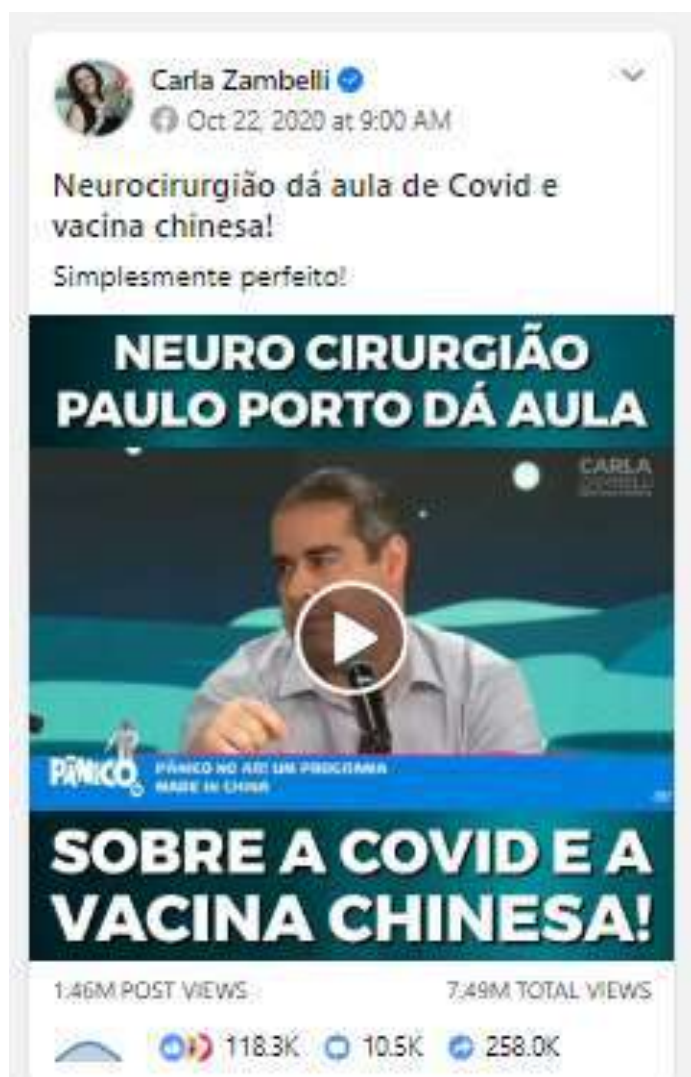 Carla Zambelli
Oct 22, 2020 at 9:00 AM
Neurocirurgião dá aula de Covid e
vacina chinesa!
Simplesmente perfeito!
NEURO CIRURGIÃO
PAULO PORTO DÁ AULA
CARLA
ZAMBELLI
PÂNICO
PÂNICO NO AR! UM PROGRAMA
MADE IN CHINA
SOBRE A COVID E A
VACINA CHINESA!
1.46M POST VIEWS
7.49M TOTAL VIEWS
118.3K 10.5K 258.0K